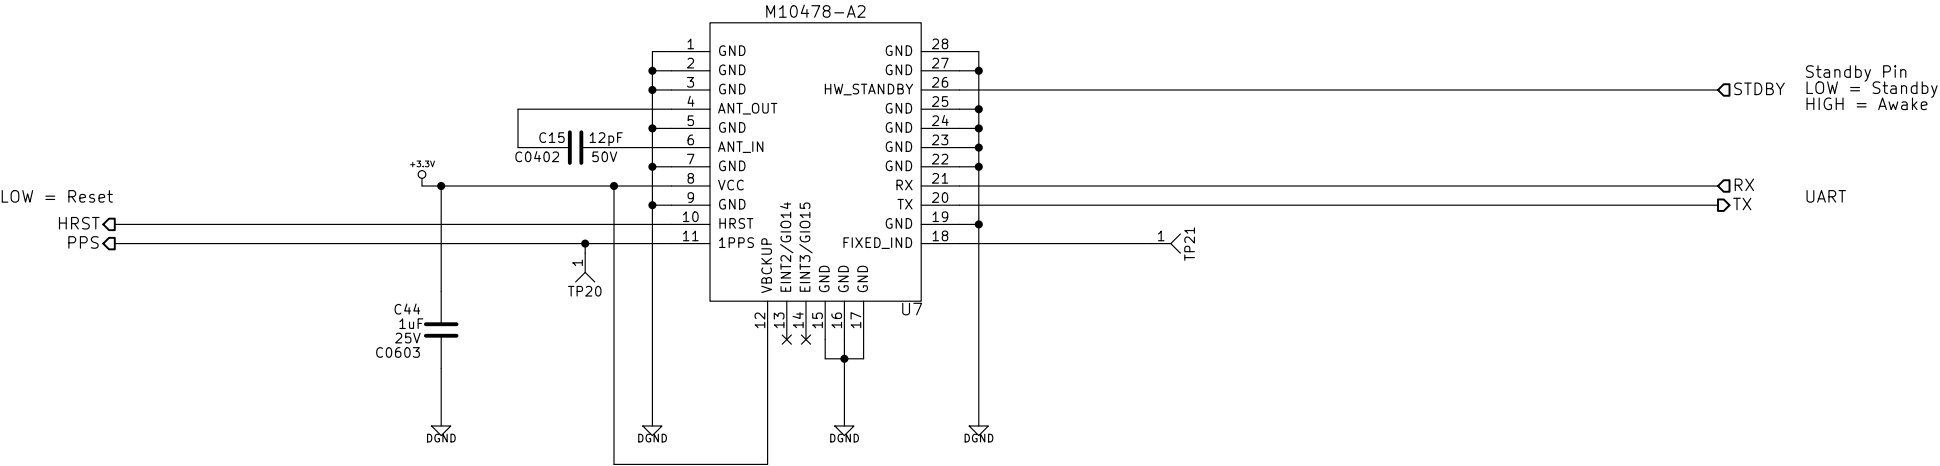 M10478-A2
1 GND
2 GND
3 GND
4 ANT_OUT
5 GND
6 ANT_IN
7 GND
8 VCC
9 GND
10 HRST
11 1PPS
GND 28
GND 27
HW_STANDBY 26
GND 25
GND 24
GND 23
GND 22
RX 21
TX 20
GND 19
FIXED_IND 18
VBCKUP 12
EINT2/GIO14 13
EINT3/GIO15 14
GND 15
GND 16
GND 17
U7
C15 12pF
C0402 50V
+3.3V
LOW = Reset
HRST
PPS
1
TP20
C44
1uF
25V
C0603
DGND
DGND
DGND
DGND
1
TP21
STDBY
Standby Pin
LOW = Standby
HIGH = Awake
RX
TX
UART